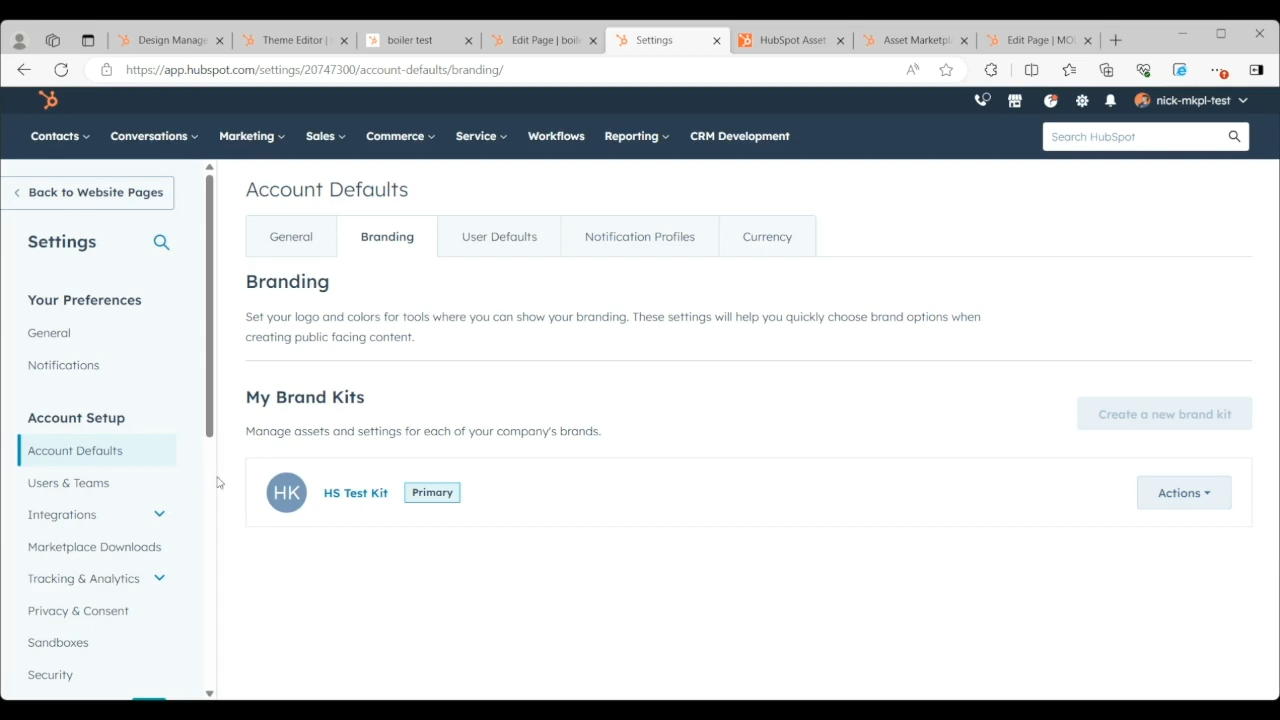 Design Manage
Theme Editor |
boiler test
Edit Page | boil
Settings
HubSpot Asset
Asset Marketpl
Edit Page | MO
https://app.hubspot.com/settings/20747300/account-defaults/branding/
nick-mkpl-test
Contacts
Conversations
Marketing
Sales
Commerce
Service
Workflows
Reporting
CRM Development
Search HubSpot
Back to Website Pages
Settings
Your Preferences
General
Notifications
Account Setup
Account Defaults
Users & Teams
Integrations
Marketplace Downloads
Tracking & Analytics
Privacy & Consent
Sandboxes
Security
Account Defaults
General
Branding
User Defaults
Notification Profiles
Currency
Branding
Set your logo and colors for tools where you can show your branding. These settings will help you quickly choose brand options when
creating public facing content.
My Brand Kits
Manage assets and settings for each of your company's brands.
Create a new brand kit
HK
HS Test Kit
Primary
Actions